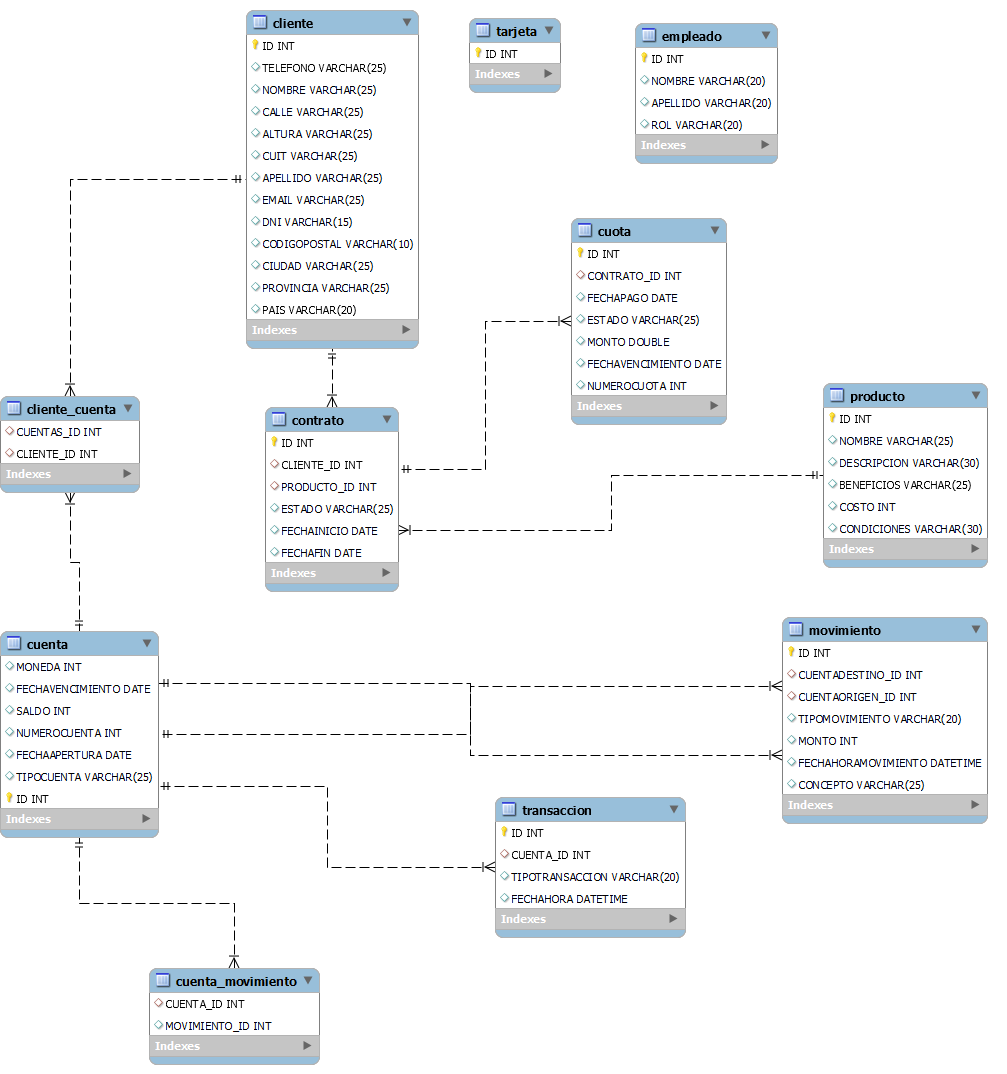 cliente
ID INT
TELEFONO VARCHAR(25)
NOMBRE VARCHAR(25)
CALLE VARCHAR(25)
ALTURA VARCHAR(25)
CUIT VARCHAR(25)
APELLIDO VARCHAR(25)
EMAIL VARCHAR(25)
DNI VARCHAR(15)
CODIGOPOSTAL VARCHAR(10)
CIUDAD VARCHAR(25)
PROVINCIA VARCHAR(25)
PAIS VARCHAR(20)
Indexes
tarjeta
ID INT
Indexes
empleado
ID INT
NOMBRE VARCHAR(20)
APELLIDO VARCHAR(20)
ROL VARCHAR(20)
Indexes
cuota
ID INT
CONTRATO_ID INT
FECHAPAGO DATE
ESTADO VARCHAR(25)
MONTO DOUBLE
FECHAVENCIMIENTO DATE
NUMEROCUOTA INT
Indexes
cliente_cuenta
CUENTAS_ID INT
CLIENTE_ID INT
Indexes
contrato
ID INT
CLIENTE_ID INT
PRODUCTO_ID INT
ESTADO VARCHAR(25)
FECHAINICIO DATE
FECHAFIN DATE
Indexes
producto
ID INT
NOMBRE VARCHAR(25)
DESCRIPCION VARCHAR(30)
BENEFICIOS VARCHAR(25)
COSTO INT
CONDICIONES VARCHAR(30)
Indexes
cuenta
MONEDA INT
FECHAVENCIMIENTO DATE
SALDO INT
NUMEROCUENTA INT
FECHAAPERTURA DATE
TIPOCUENTA VARCHAR(25)
ID INT
Indexes
movimiento
ID INT
CUENTADESTINO_ID INT
CUENTAORIGEN_ID INT
TIPOMOVIMIENTO VARCHAR(20)
MONTO INT
FECHAHORAMOVIMIENTO DATETIME
CONCEPTO VARCHAR(25)
Indexes
transaccion
ID INT
CUENTA_ID INT
TIPOTRANSACCION VARCHAR(20)
FECHAHORA DATETIME
Indexes
cuenta_movimiento
CUENTA_ID INT
MOVIMIENTO_ID INT
Indexes